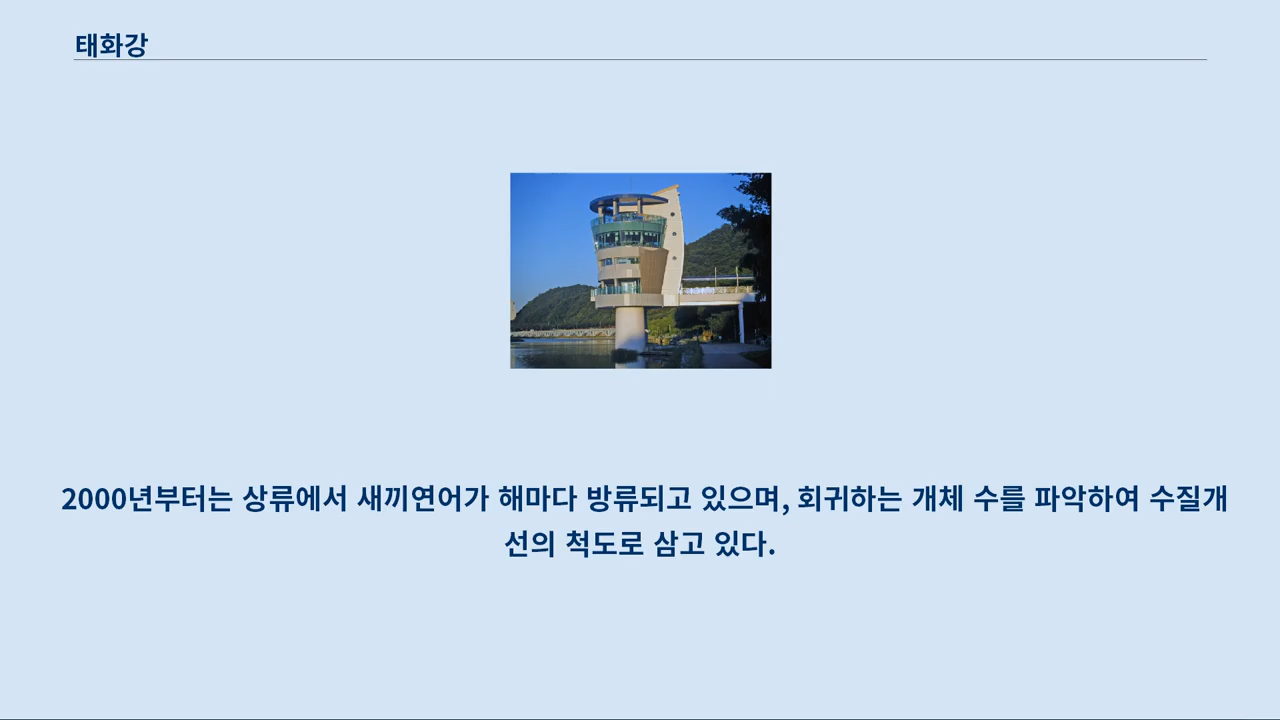 태화강
2000년부터는 상류에서 새끼연어가 해마다 방류되고 있으며, 회귀하는 개체 수를 파악하여 수질개
선의 척도로 삼고 있다.